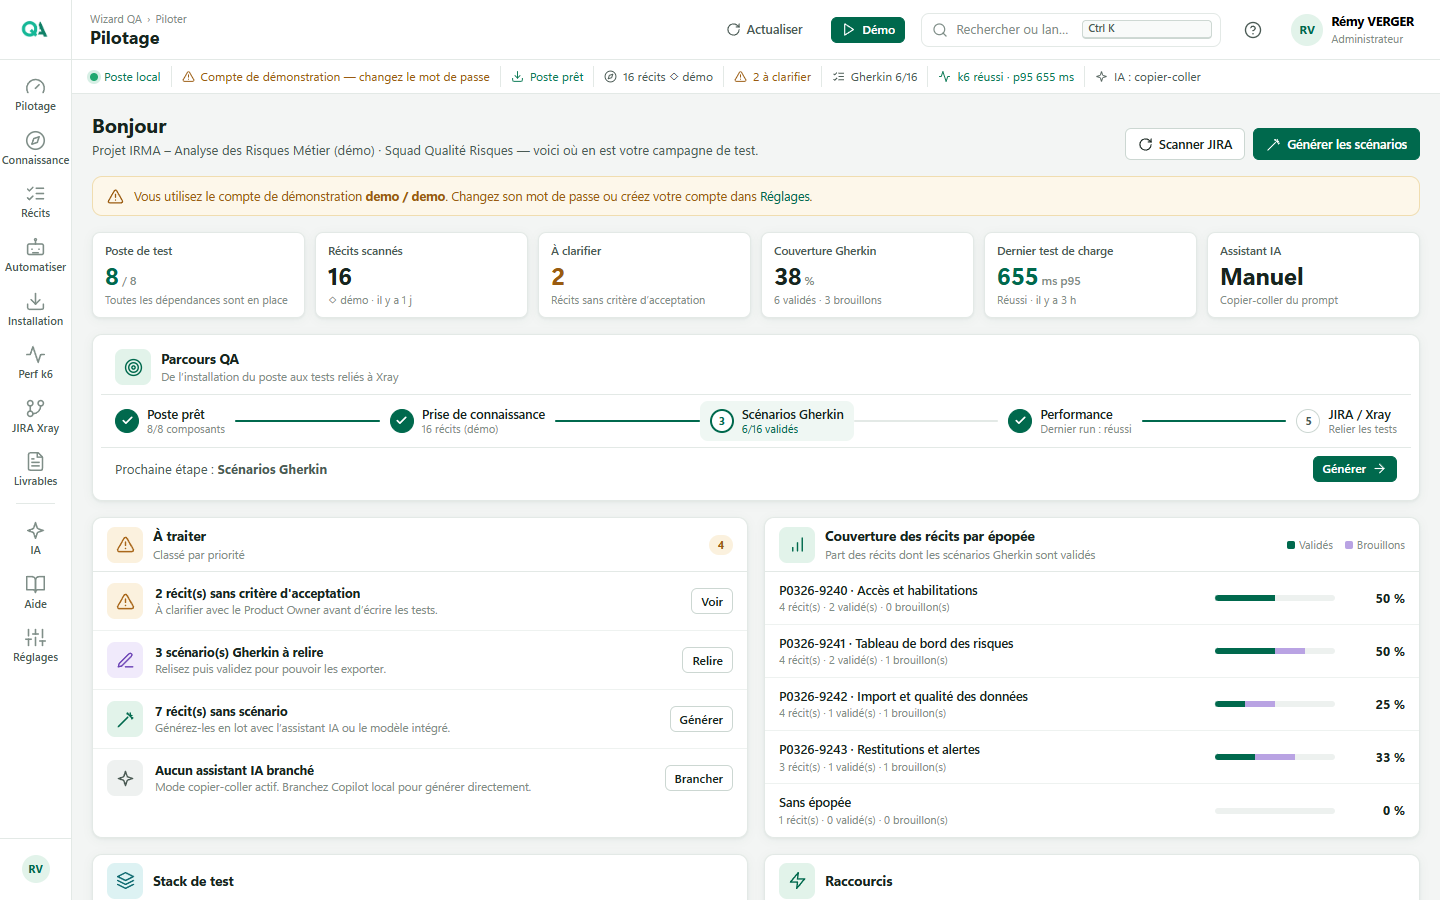 QA
Wizard QA › Piloter
Pilotage
Actualiser
Démo
Rechercher ou lan...
Ctrl K
RV
Rémy VERGER
Administrateur
Poste local
Compte de démonstration — changez le mot de passe
Poste prêt
16 récits ◇ démo
2 à clarifier
Gherkin 6/16
k6 réussi · p95 655 ms
IA : copier-coller
Pilotage
Connaissance
Récits
Automatiser
Installation
Perf k6
JIRA Xray
Livrables
IA
Aide
Réglages
RV
Bonjour
Projet IRMA – Analyse des Risques Métier (démo) · Squad Qualité Risques — voici où en est votre campagne de test.
Scanner JIRA
Générer les scénarios
Vous utilisez le compte de démonstration demo / demo. Changez son mot de passe ou créez votre compte dans Réglages.
Poste de test
8 / 8
Toutes les dépendances sont en place
Récits scannés
16
◇ démo · il y a 1 j
À clarifier
2
Récits sans critère d'acceptation
Couverture Gherkin
38 %
6 validés · 3 brouillons
Dernier test de charge
655 ms p95
Réussi · il y a 3 h
Assistant IA
Manuel
Copier-coller du prompt
Parcours QA
De l'installation du poste aux tests reliés à Xray
Poste prêt
8/8 composants
Prise de connaissance
16 récits (démo)
3
Scénarios Gherkin
6/16 validés
Performance
Dernier run : réussi
5
JIRA / Xray
Relier les tests
Prochaine étape : Scénarios Gherkin
Générer →
À traiter
Classé par priorité
4
2 récit(s) sans critère d'acceptation
À clarifier avec le Product Owner avant d'écrire les tests.
Voir
3 scénario(s) Gherkin à relire
Relisez puis validez pour pouvoir les exporter.
Relire
7 récit(s) sans scénario
Générez-les en lot avec l'assistant IA ou le modèle intégré.
Générer
Aucun assistant IA branché
Mode copier-coller actif. Branchez Copilot local pour générer directement.
Brancher
Couverture des récits par épopée
Part des récits dont les scénarios Gherkin sont validés
Validés
Brouillons
P0326-9240 · Accès et habilitations
4 récit(s) · 2 validé(s) · 0 brouillon(s)
50 %
P0326-9241 · Tableau de bord des risques
4 récit(s) · 2 validé(s) · 1 brouillon(s)
50 %
P0326-9242 · Import et qualité des données
4 récit(s) · 1 validé(s) · 1 brouillon(s)
25 %
P0326-9243 · Restitutions et alertes
3 récit(s) · 1 validé(s) · 1 brouillon(s)
33 %
Sans épopée
1 récit(s) · 0 validé(s) · 0 brouillon(s)
0 %
Stack de test
Raccourcis